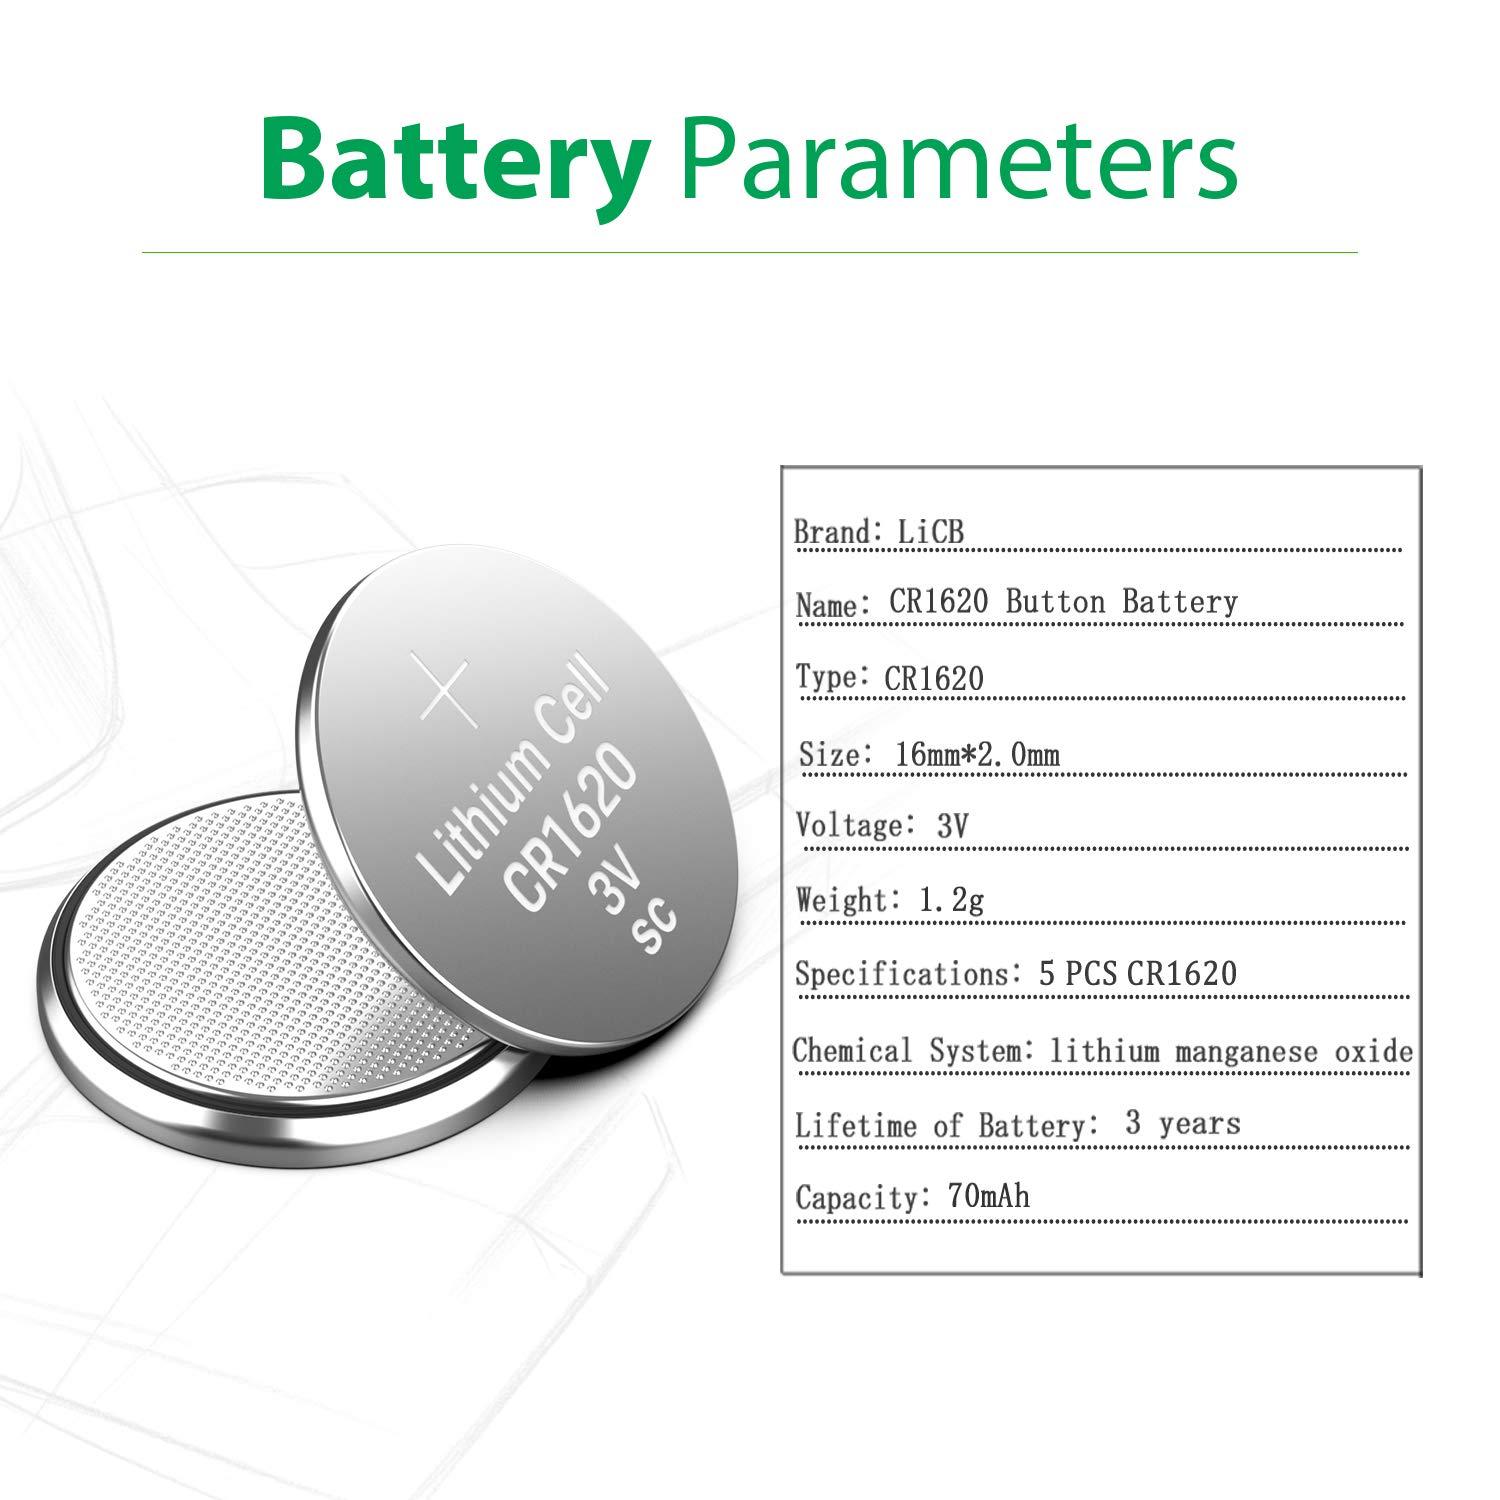 Battery Parameters
Lithium Cell
CR1620
3V
SC
Brand: LiCB
Name: CR1620 Button Battery
Type: CR1620
Size: 16mm*2.0mm
Voltage: 3V
Weight: 1.2g
Specifications: 5 PCS CR1620
Chemical System: lithium manganese oxide
Lifetime of Battery: 3 years
Capacity: 70mAh